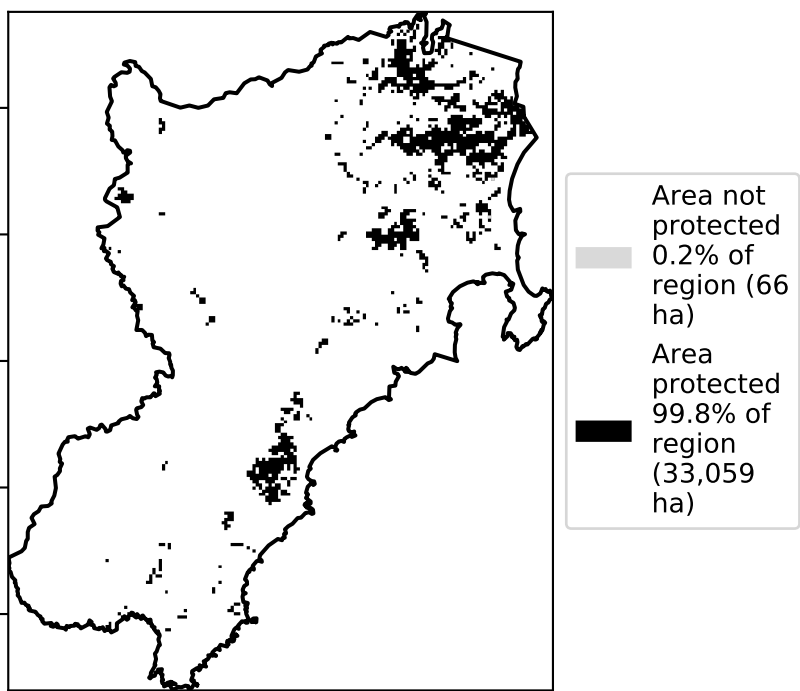 Area not
protected
0.2% of
region (66
ha)
Area
protected
99.8% of
region
(33,059
ha)